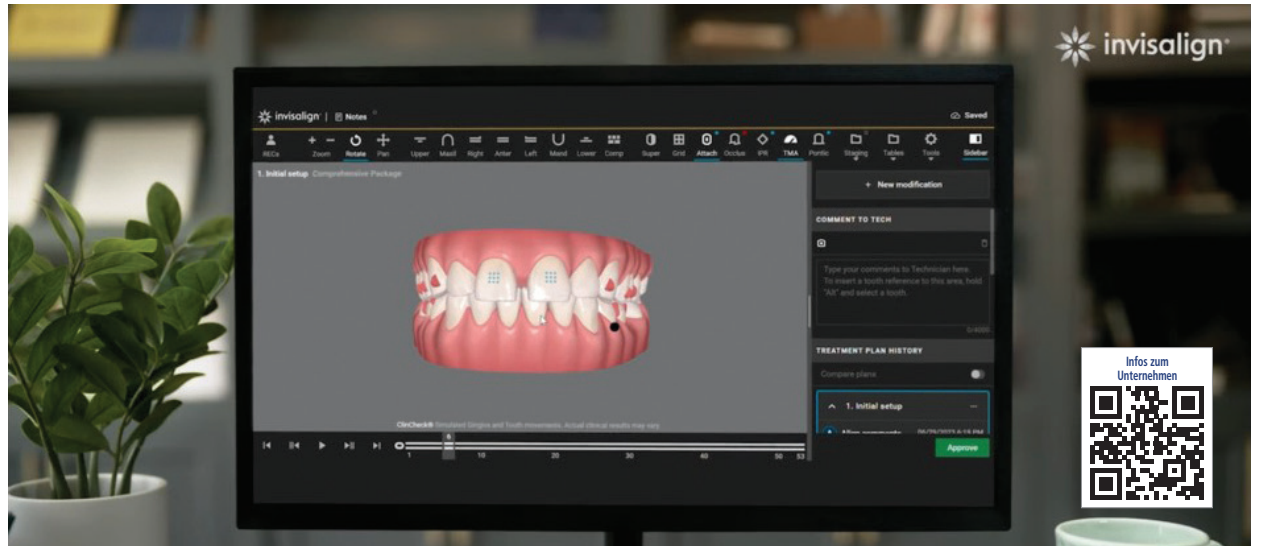 invisalign
invisalign | Notes
Saved
RECs Zoom Rotate Pan Upper Maxil Right Anter Left Mand Lower Comp Super Grid Attach Occlus IPR TMA Pontic Staging Tables Tools Sidebar
1. Initial setup Comprehensive Package
+ New modification
COMMENT TO TECH
Type your comments to Technician here.
To insert a tooth reference to this area, hold
"Alt" and select a tooth.
0/4000
TREATMENT PLAN HISTORY
Compare plans
1. Initial setup
Align comments
ClinCheck® Simulated Gingiva and Tooth movements. Actual clinical results may vary
6
1 10 20 30 40 50 53
Approve
Infos zum
Unternehmen